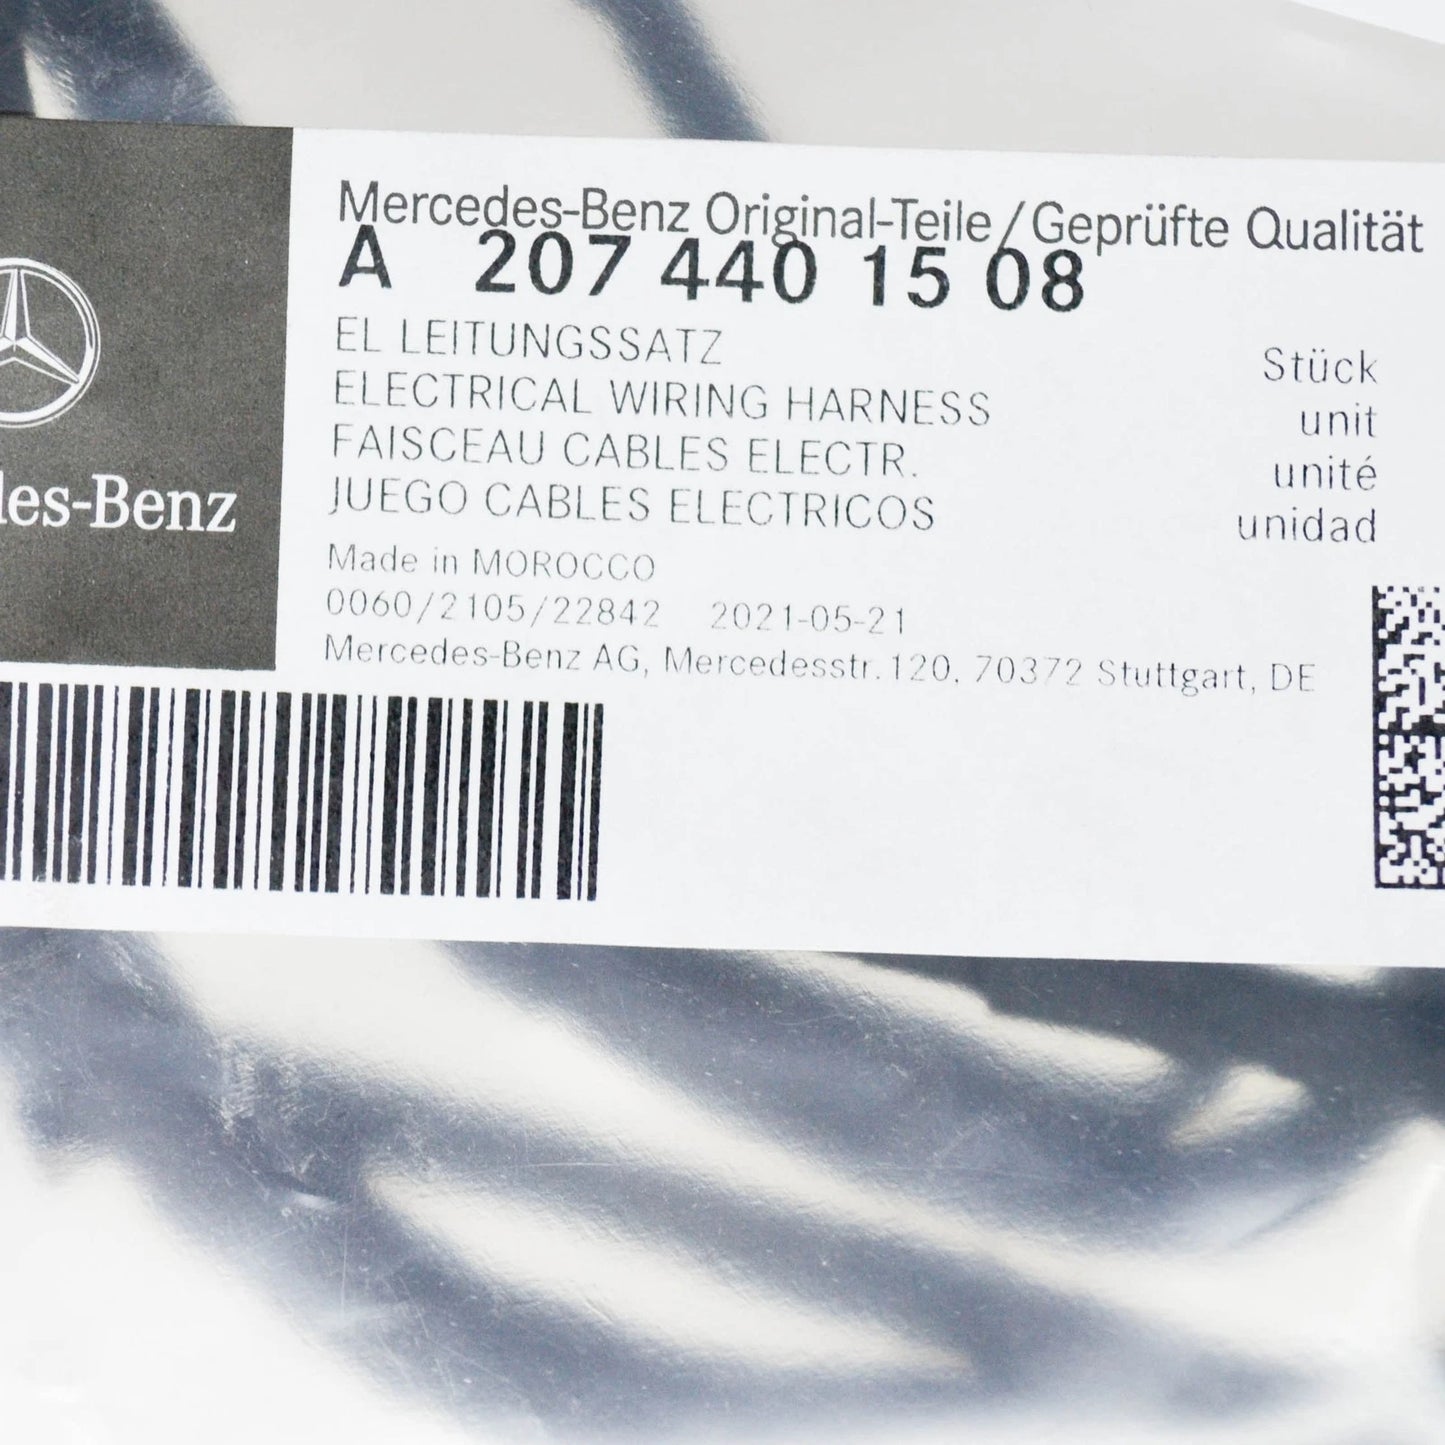 des-Benz
Mercedes-Benz Original-Teile/Geprüfte Qualität
A 207 440 15 08
EL LEITUNGSSATZ
ELECTRICAL WIRING HARNESS
FAISCEAU CABLES ELECTR.
JUEGO CABLES ELECTRICOS
Stück
unit
unité
unidad
Made in MOROCCO
0060/2105/22842 2021-05-21
Mercedes-Benz AG, Mercedesstr. 120, 70372 Stuttgart, DE